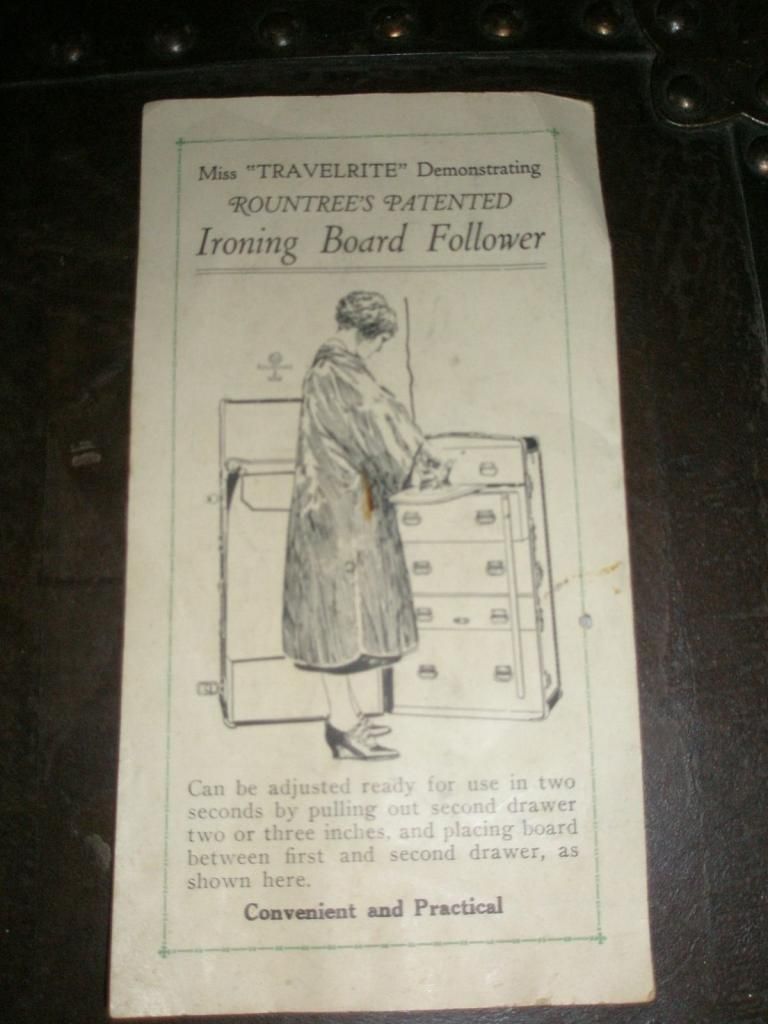 Miss "TRAVELRITE" Demonstrating
ROUNTREE'S PATENTED
Ironing Board Follower
Can be adjusted ready for use in two
seconds by pulling out second drawer
two or three inches, and placing board
between first and second drawer, as
shown here.
Convenient and Practical